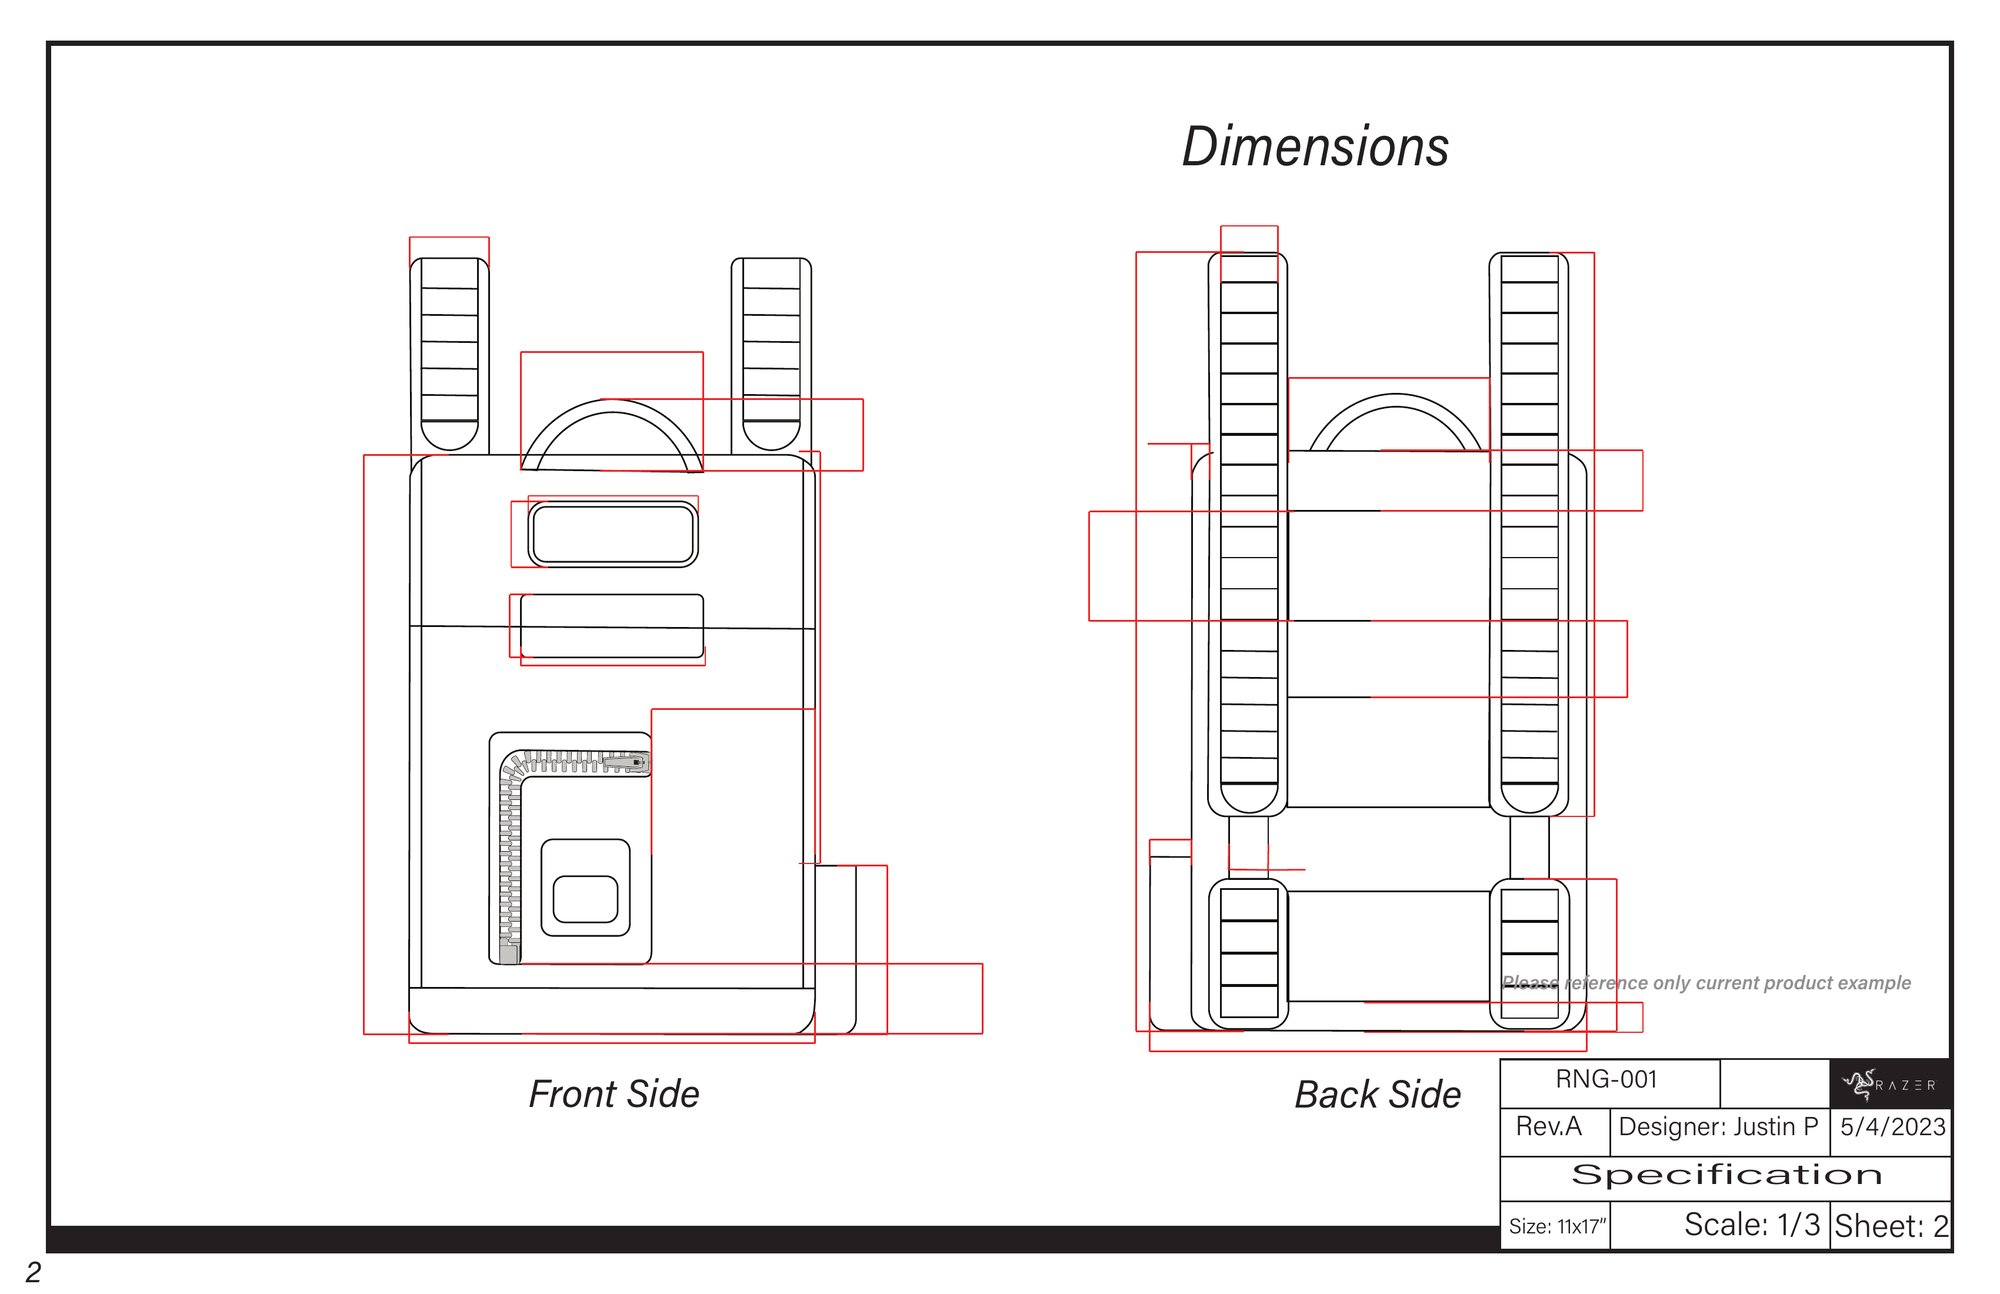 Dimensions
Please reference only current product example
Front Side
Back Side
RNG-001
RAZER
Rev.A
Designer: Justin P
5/4/2023
Specification
Size: 11x17”
Scale: 1/3
Sheet: 2
2